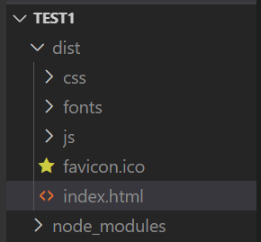 TEST1
dist
css
fonts
js
favicon.ico
<> index.html
node_modules